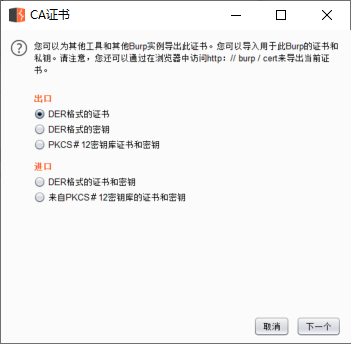 CA证书
您可以为其他工具和其他Burp实例导出此证书。您可以导入用于此Burp的证书和
私钥。请注意，您还可以通过在浏览器中访问http：// burp / cert来导出当前证
书。
出口
DER格式的证书
DER格式的密钥
PKCS＃12密钥库证书和密钥
进口
DER格式的证书和密钥
来自PKCS＃12密钥库的证书和密钥
取消
下一个